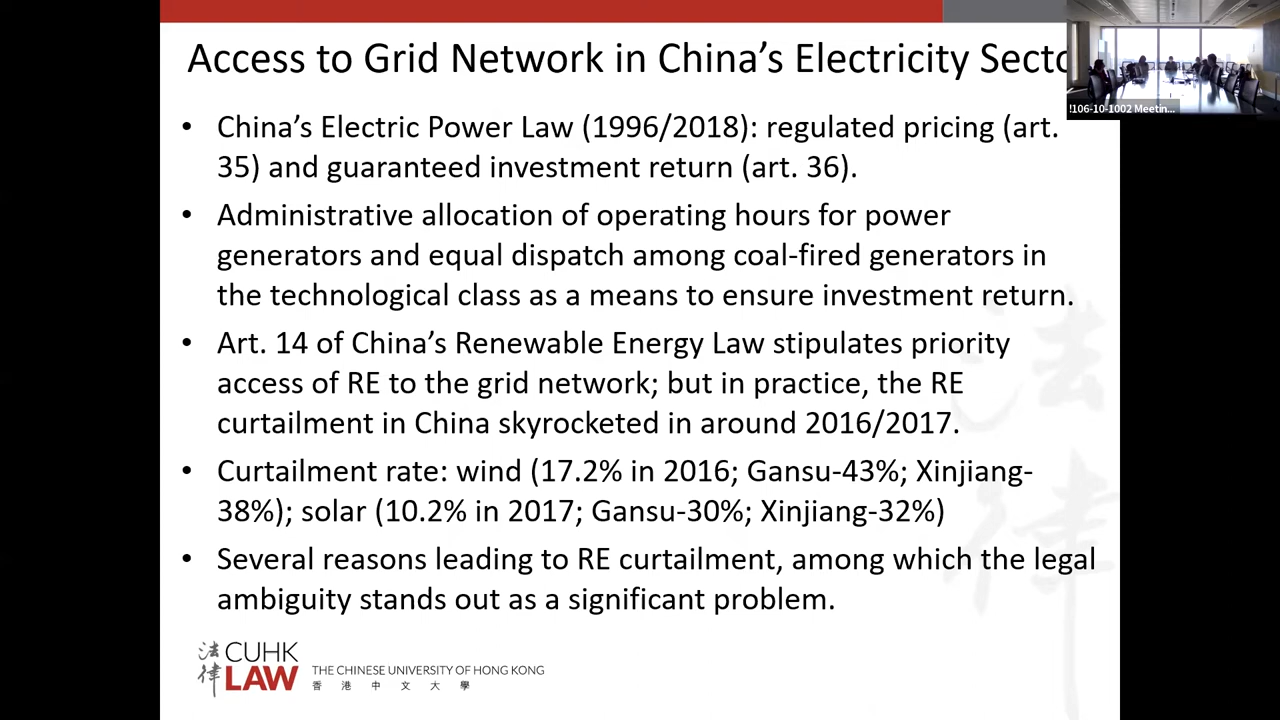 Access to Grid Network in China's Electricity Secto
!106-10-1002 Meetin...
• China's Electric Power Law (1996/2018): regulated pricing (art.
35) and guaranteed investment return (art. 36).
• Administrative allocation of operating hours for power
generators and equal dispatch among coal-fired generators in
the technological class as a means to ensure investment return.
• Art. 14 of China's Renewable Energy Law stipulates priority
access of RE to the grid network; but in practice, the RE
curtailment in China skyrocketed in around 2016/2017.
• Curtailment rate: wind (17.2% in 2016; Gansu-43%; Xinjiang-
38%); solar (10.2% in 2017; Gansu-30%; Xinjiang-32%)
• Several reasons leading to RE curtailment, among which the legal
ambiguity stands out as a significant problem.
法律
法律
CUHK
LAW
THE CHINESE UNIVERSITY OF HONG KONG
香港中文大學